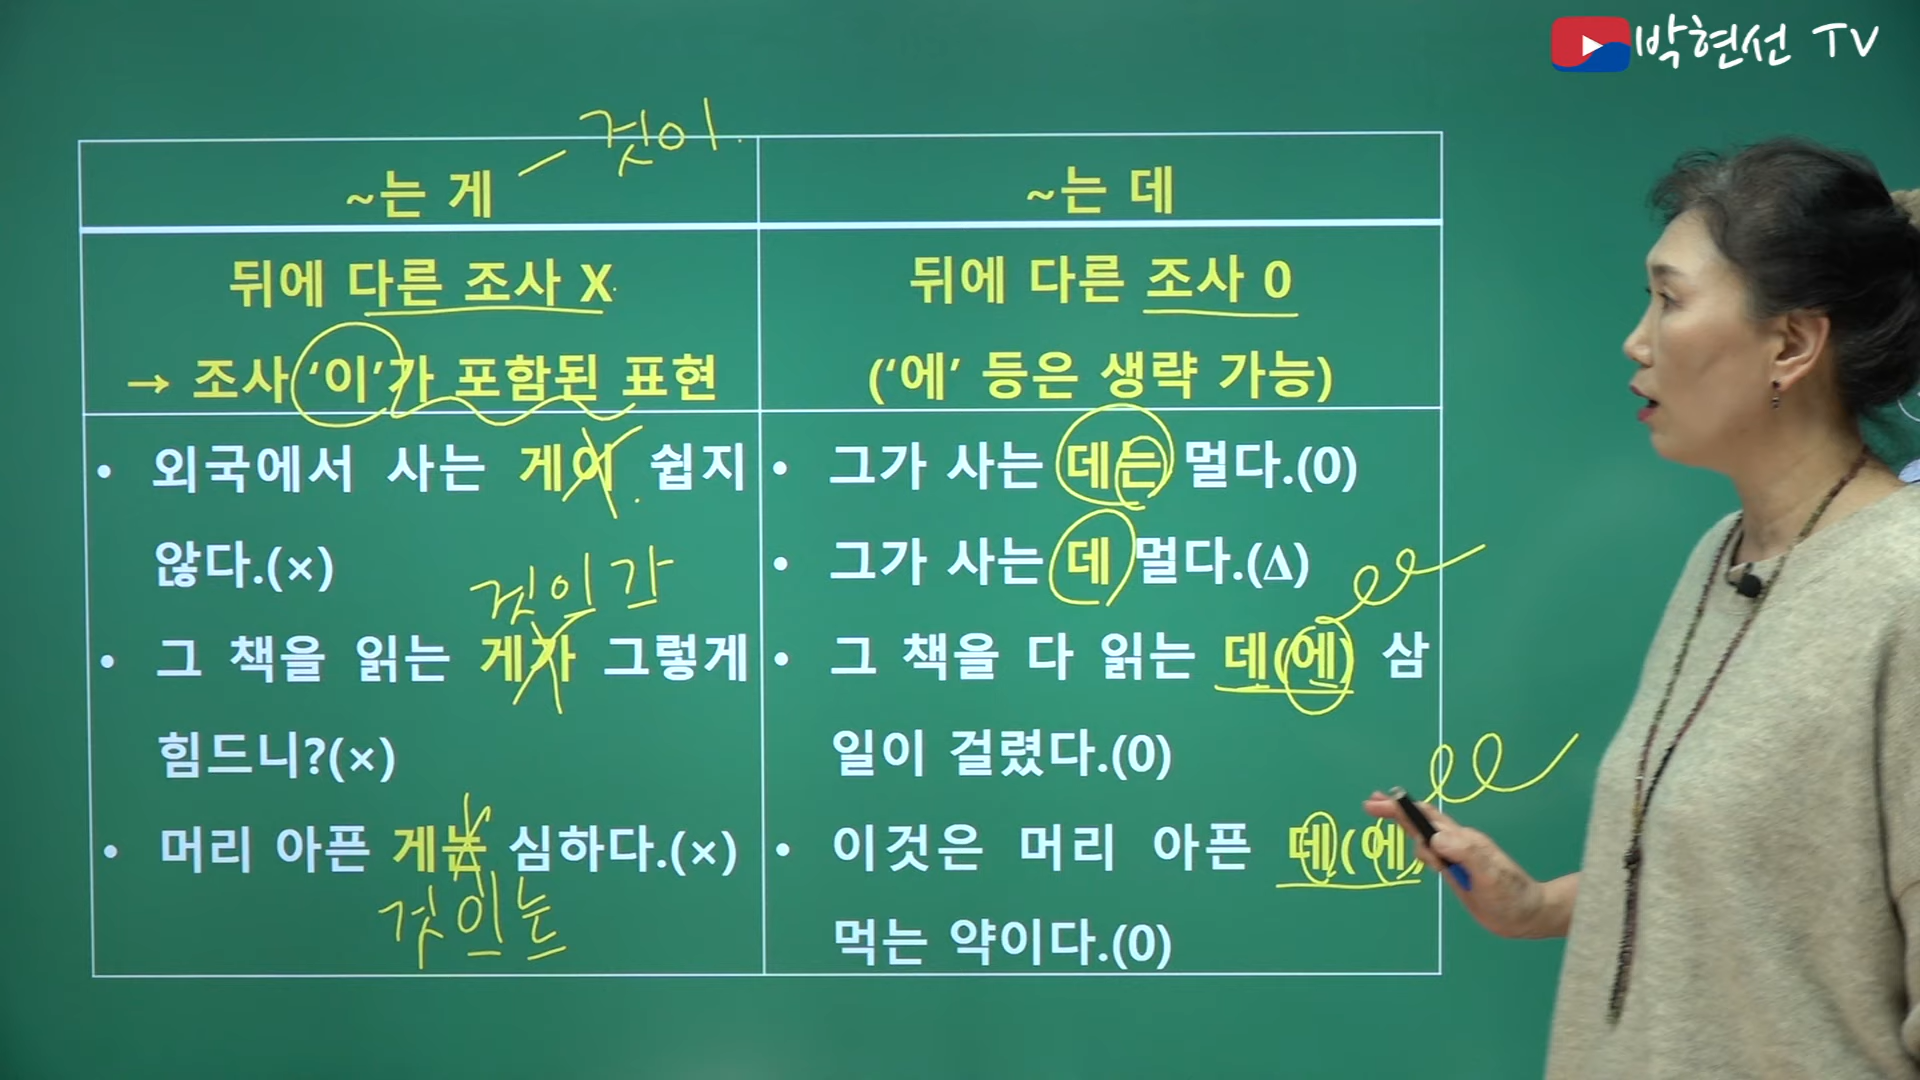 박현선 TV
것이
~는 게
~는 데
뒤에 다른 조사 X
→ 조사 '이'가 포함된 표현
뒤에 다른 조사 0
('에' 등은 생략 가능)
• 외국에서 사는 게이 쉽지
않다.(×)
것이가
• 그 책을 읽는 게가 그렇게
힘드니?(×)
• 머리 아픈 게는 심하다.(×)
것이는
• 그가 사는 데는 멀다.(0)
• 그가 사는 데 멀다.(Δ)
• 그 책을 다 읽는 데(에) 삼
일이 걸렸다.(0)
• 이것은 머리 아픈 데(에)
먹는 약이다.(0)